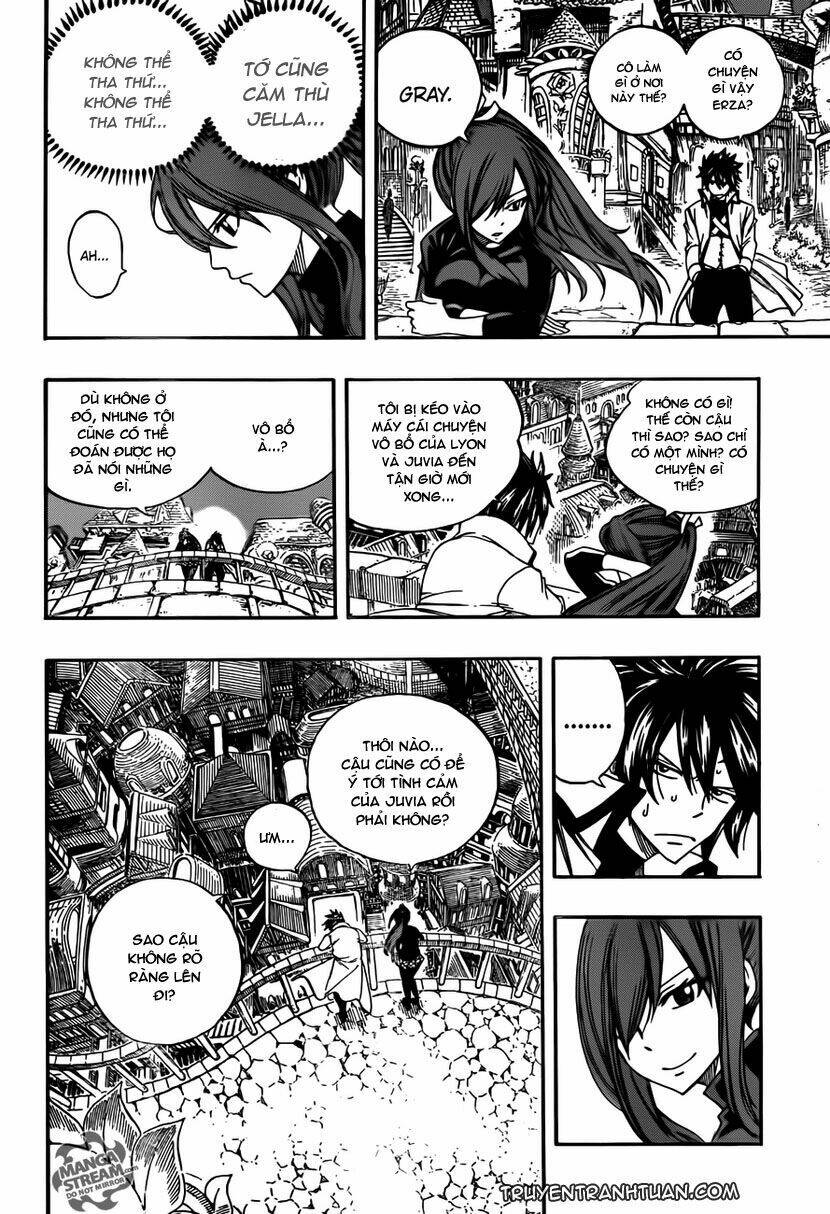 CÓ
CHUYỆN
GÌ VẬY
ERZA?
CÔ LÀM
GÌ Ở NƠI
NÀY THẾ?
GRAY.
TỚ CŨNG
CĂM THÙ
JELLA...
KHÔNG THỂ
THA THỨ...
KHÔNG THỂ
THA THỨ...
AH...
KHÔNG CÓ GÌ!
THẾ CÒN CẬU
THÌ SAO? SAO CHỈ
CÓ MỘT MÌNH? CÓ
CHUYỆN GÌ
THẾ?
TÔI BỊ KÉO VÀO
MẤY CÁI CHUYỆN
VÔ BỔ CỦA LYON
VÀ JUVIA ĐẾN
TẬN GIỜ MỚI
XONG...
VÔ BỔ
À...?
DÙ KHÔNG Ở
ĐÓ, NHƯNG TÔI
CŨNG CÓ THỂ
ĐOÁN ĐƯỢC HỌ
ĐÃ NÓI NHỮNG
GÌ.
........
THÔI NÀO...
CẬU CŨNG CÓ ĐỂ
Ý TỚI TÌNH CẢM
CỦA JUVIA RỒI
PHẢI KHÔNG?
ƯM...
SAO CẬU
KHÔNG RÕ
RÀNG LÊN
ĐI?
MANGA
STREAM.COM
DO NOT MIRROR
TRUYENTRANHTUAN.COM